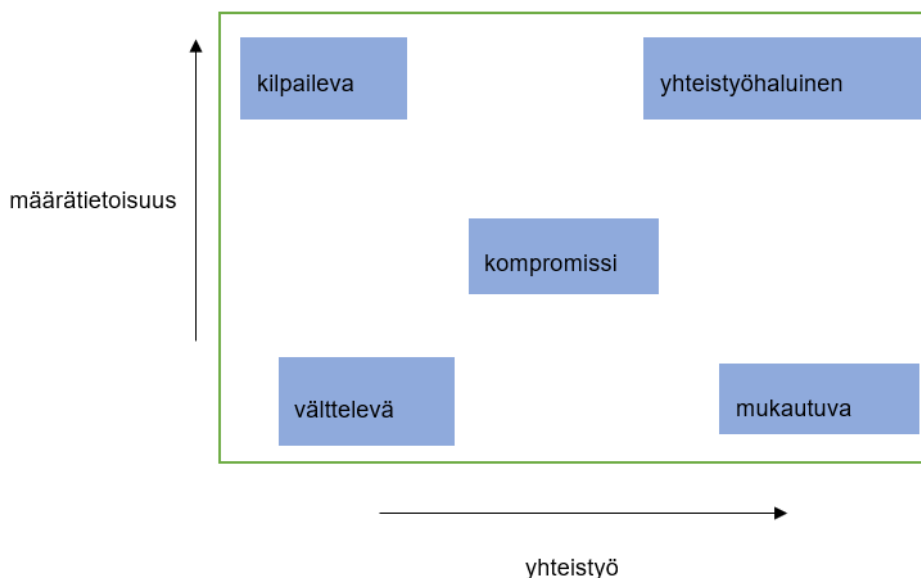 kilpaileva
yhteistyöhaluinen
määrätietoisuus
kompromissi
välttelevä
mukautuva
yhteistyö